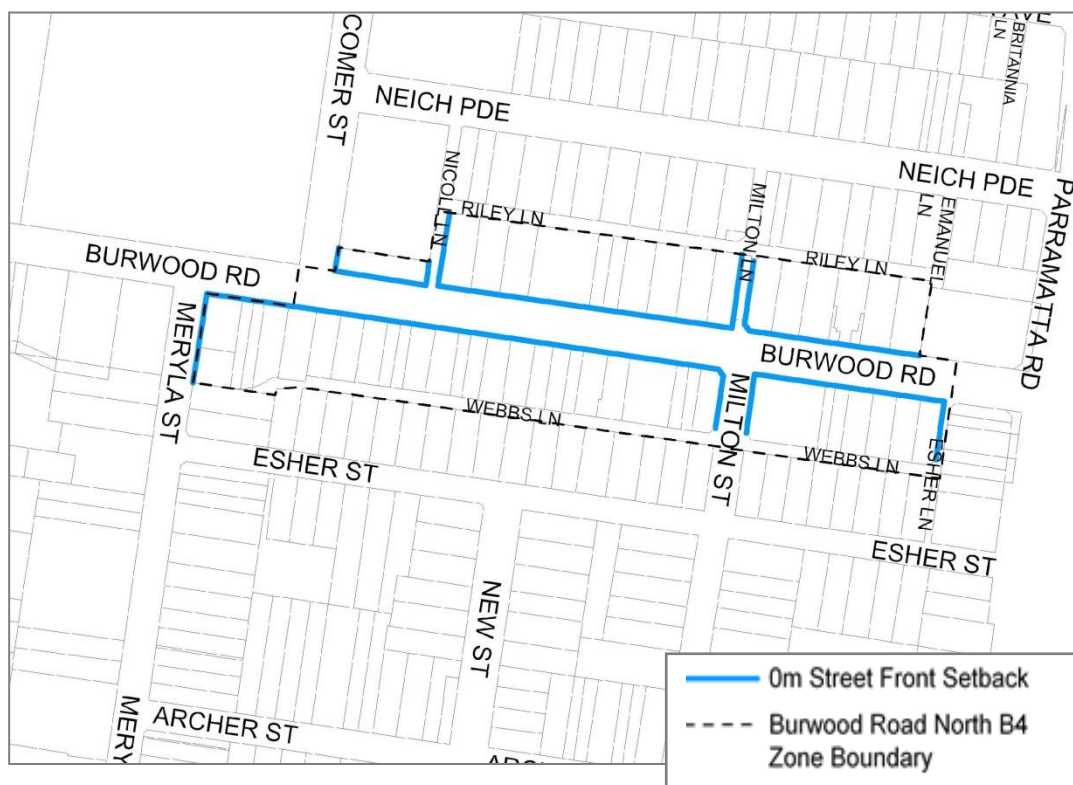 AVE
LN
BRITANNIA
COMER ST
NEICH PDE
NEICH PDE
PARRAMATTA RD
NICOLL LN
MILTON LN
LN
EMANUEL
RILEY LN
RILEY LN
BURWOOD RD
BURWOOD RD
MERYLA ST
WEBBS LN
WEBBS LN
MILTON ST
ESHER LN
ESHER ST
ESHER ST
NEW ST
ARCHER ST
MERY
0m Street Front Setback
Burwood Road North B4
Zone Boundary